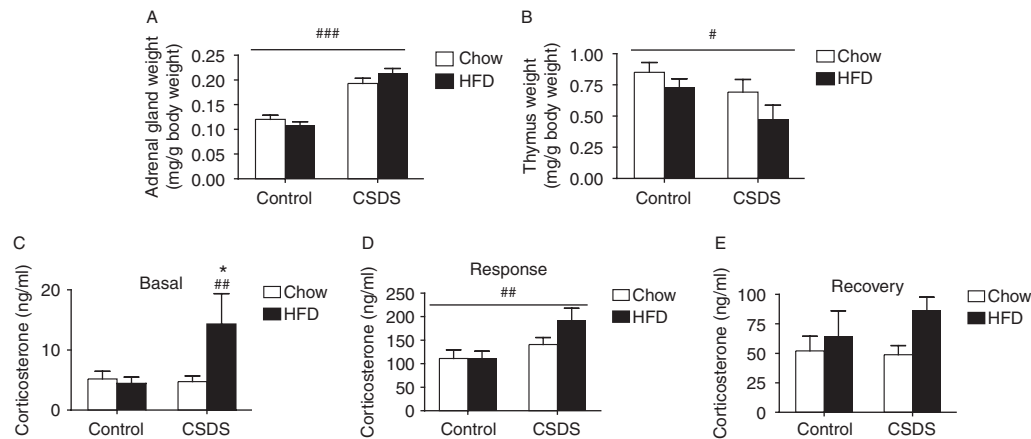 A
###
Adrenal gland weight
(mg/g body weight)
0.25
0.20
0.15
0.10
0.05
0.00
Control
CSDS
Chow
HFD
B
#
Thymus weight
(mg/g body weight)
1.00
0.75
0.50
0.25
0.00
Control
CSDS
Chow
HFD
C
Basal
*
##
Corticosterone (ng/ml)
20
10
5
0
Control
CSDS
Chow
HFD
D
Response
##
Corticosterone (ng/ml)
250
200
150
100
50
0
Control
CSDS
Chow
HFD
E
Recovery
Corticosterone (ng/ml)
100
75
50
25
0
Control
CSDS
Chow
HFD